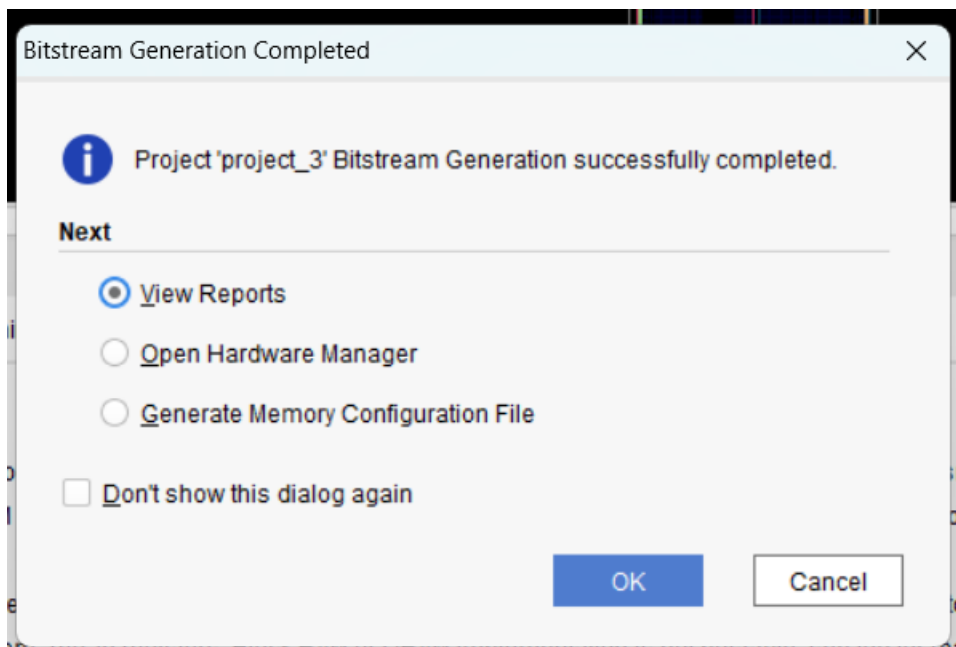 Bitstream Generation Completed
Project 'project_3' Bitstream Generation successfully completed.
Next
View Reports
Open Hardware Manager
Generate Memory Configuration File
Don't show this dialog again
OK
Cancel